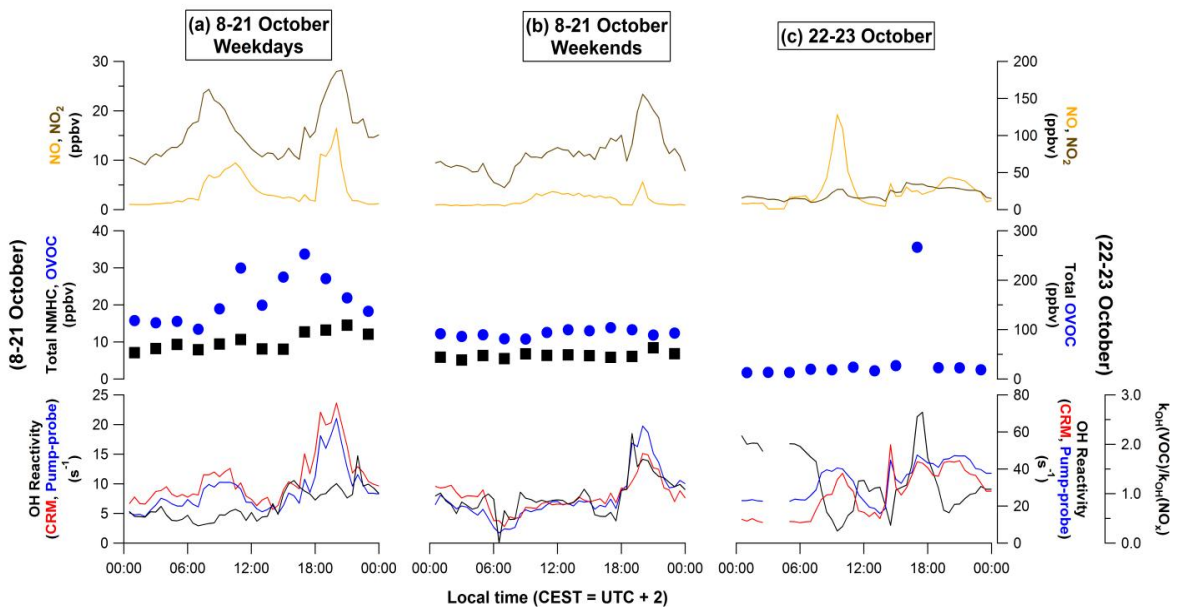 (a) 8-21 October
Weekdays
(b) 8-21 October
Weekends
(c) 22-23 October
30
20
10
0
NO, NO2
(ppbv)
200
150
100
50
0
NO, NO2
(ppbv)
(8-21 October)
40
30
20
10
0
Total NMHC, OVOC
(ppbv)
300
200
100
0
Total OVOC
(ppbv)
(22-23 October)
25
20
15
10
5
0
OH Reactivity
(CRM, Pump-probe)
(s-1)
80
60
40
20
0
OH Reactivity
(CRM, Pump-probe)
(s-1)
3.0
2.0
1.0
0.0
kOH(VOC)/kOH(NOx)
00:00 06:00 12:00 18:00 00:00
00:00 06:00 12:00 18:00 00:00
00:00 06:00 12:00 18:00 00:00
Local time (CEST = UTC + 2)